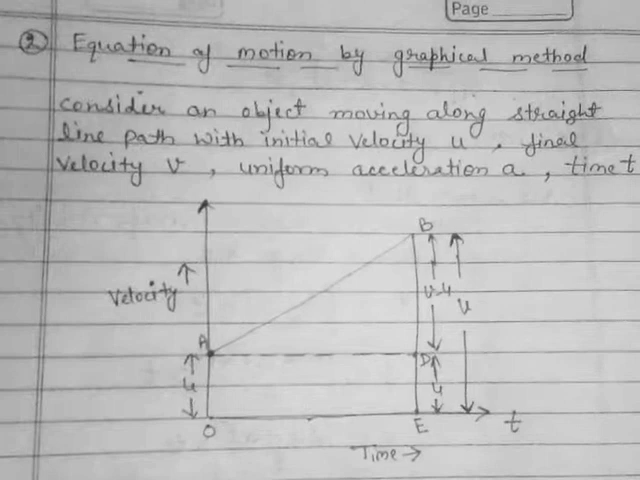 Page
② Equation of motion by graphical method
consider an object moving along straight
line path with initial velocity u, final
velocity v, uniform acceleration a, time t
B
v-u
v
Velocity
A
D
u
u
O
E
t
Time →